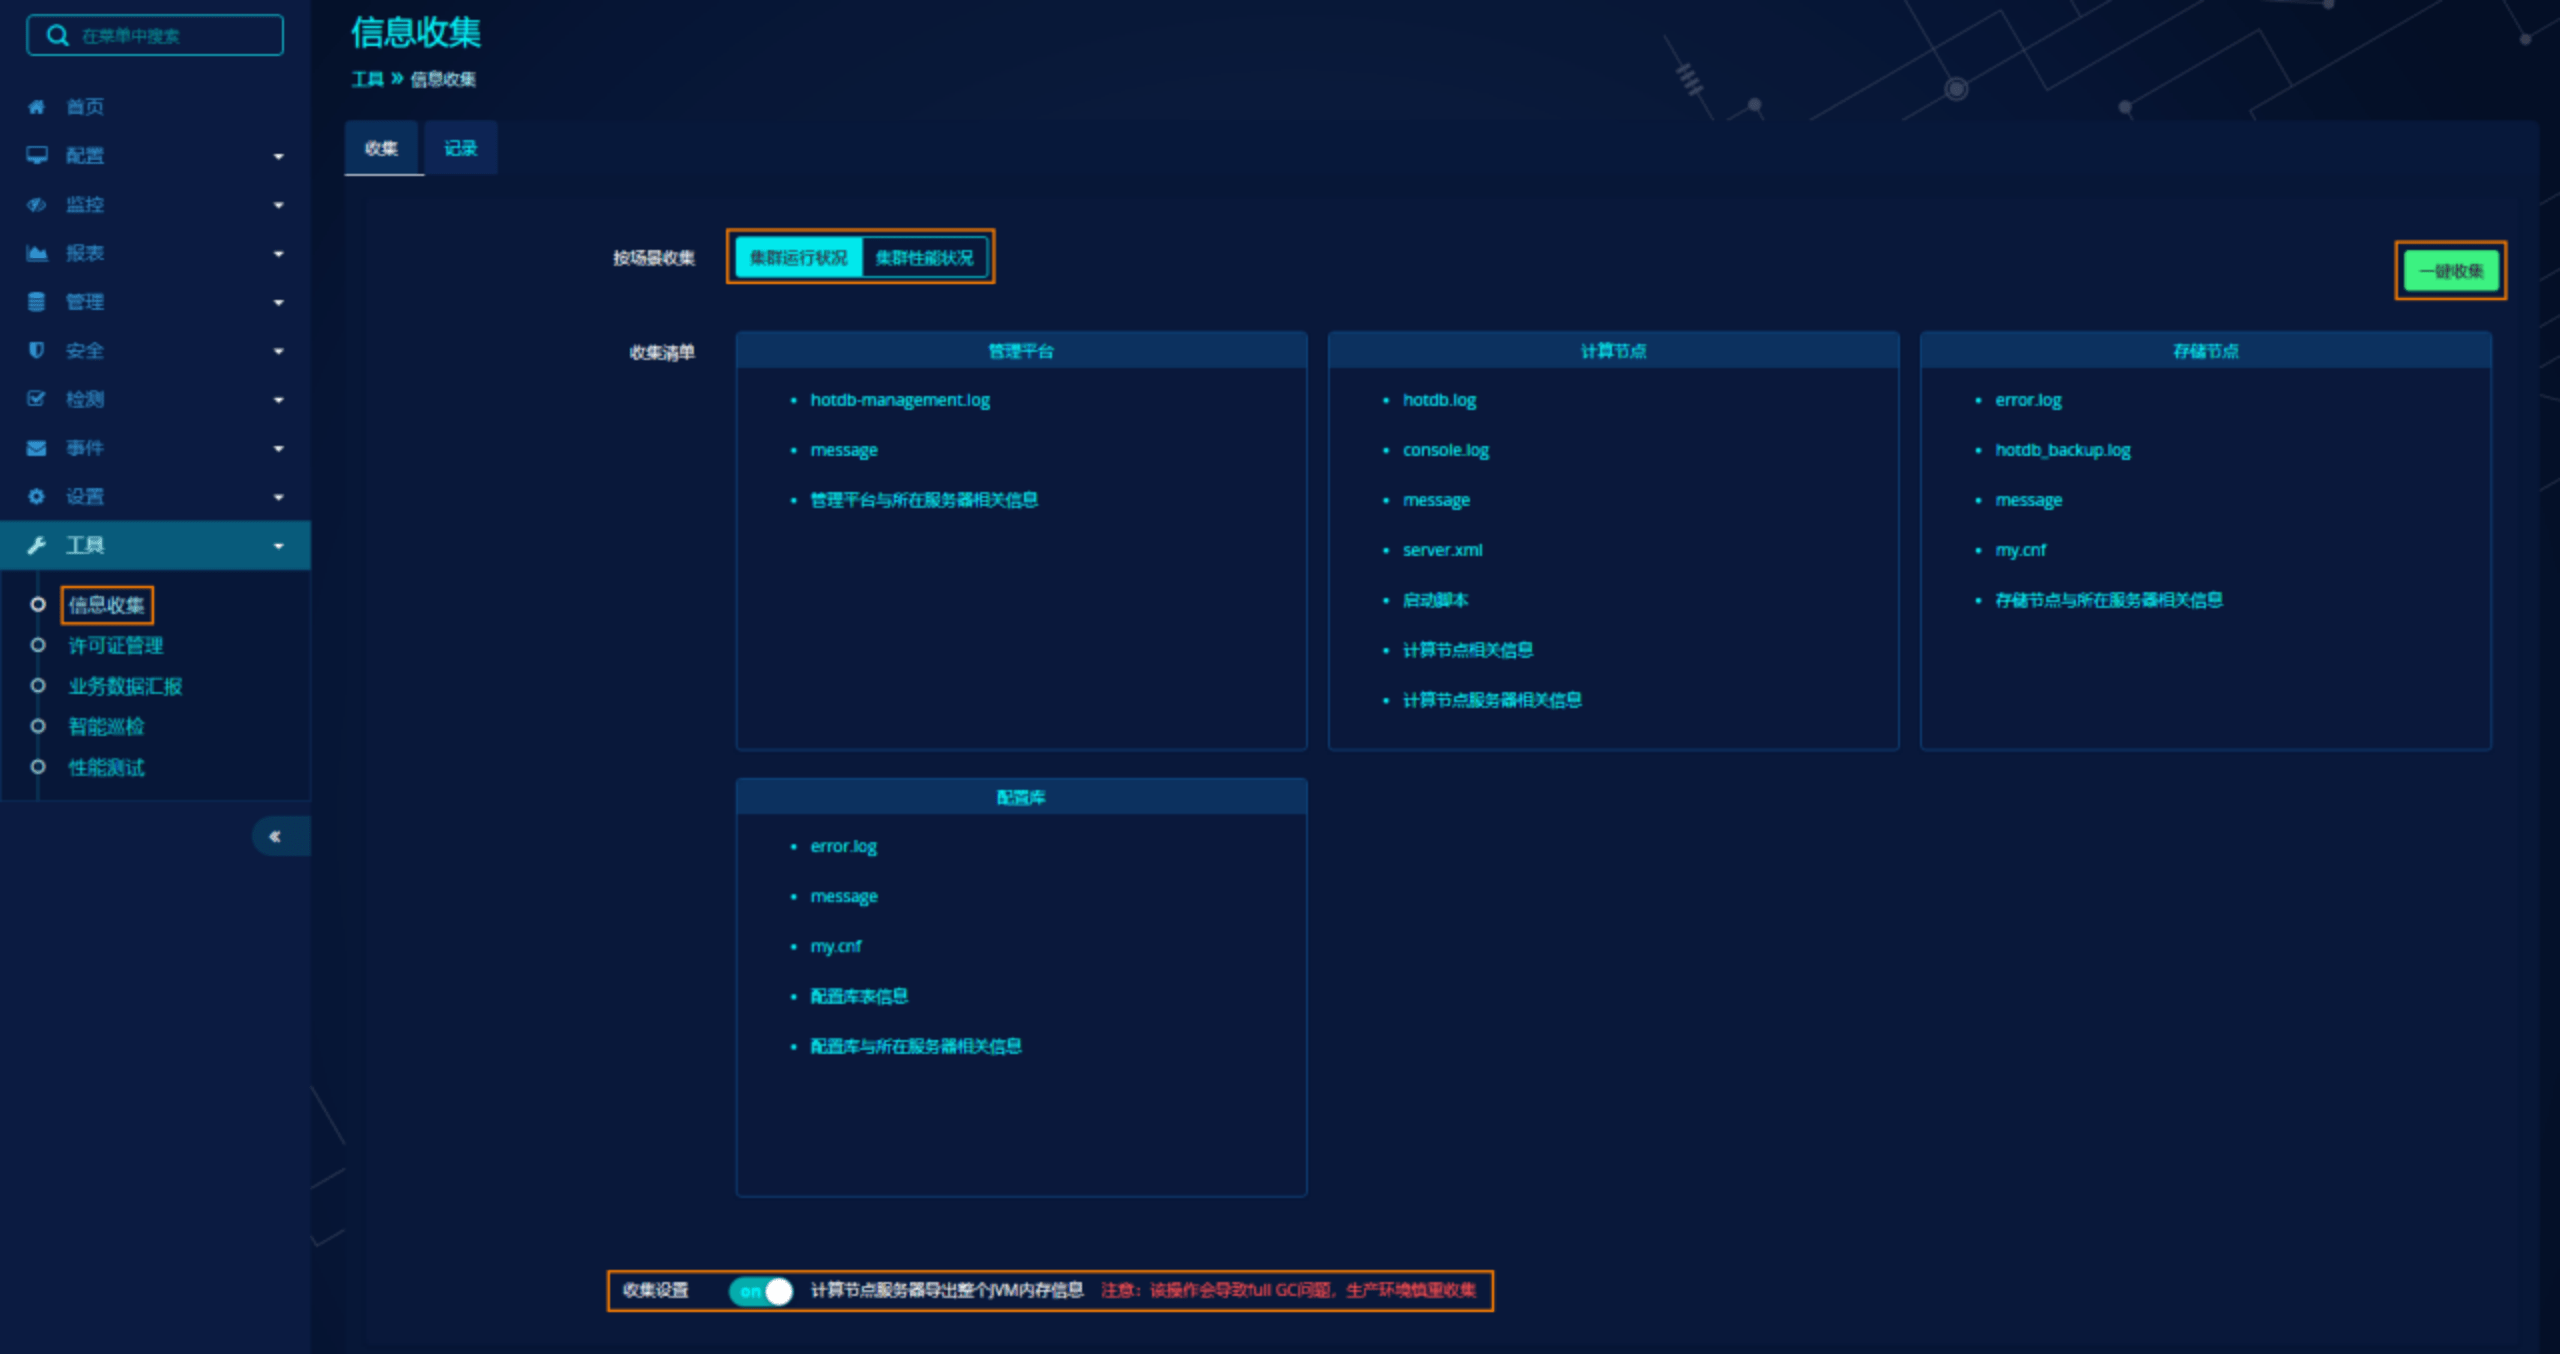 在菜单中搜索
首页
配置
监控
报表
管理
安全
检测
事件
设置
工具
信息收集
许可证管理
业务数据汇报
智能巡检
性能测试
信息收集
工具 » 信息收集
收集 记录
按场景收集 集群运行状况 集群性能状况 一键收集
收集清单
管理平台
hotdb-management.log
message
管理平台与所在服务器相关信息
计算节点
hotdb.log
console.log
message
server.xml
启动脚本
计算节点相关信息
计算节点服务器相关信息
存储节点
error.log
hotdb_backup.log
message
my.cnf
存储节点与所在服务器相关信息
配置库
error.log
message
my.cnf
配置库表信息
配置库与所在服务器相关信息
收集设置 on 计算节点服务器导出整个JVM内存信息 注意：该操作会导致full GC问题，生产环境慎重收集